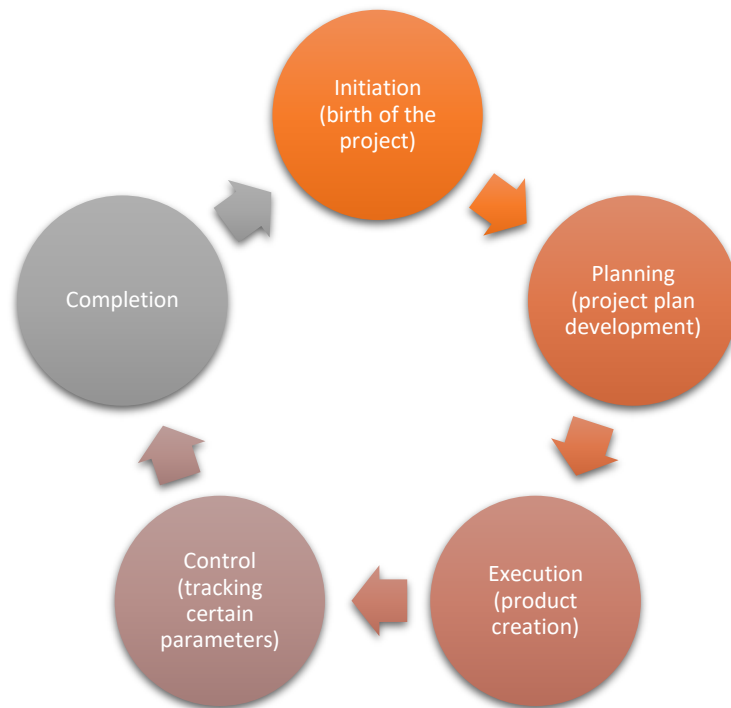 Initiation
(birth of the
project)
Planning
(project plan
development)
Execution
(product
creation)
Control
(tracking
certain
parameters)
Completion